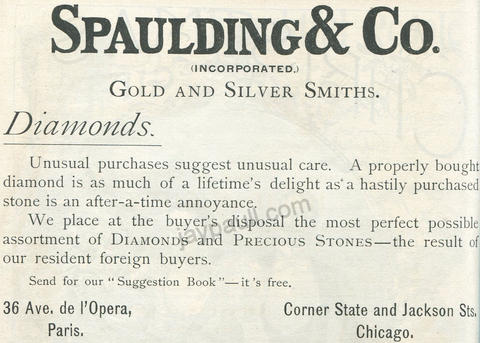 SPAULDING & CO.
(INCORPORATED.)
GOLD AND SILVER SMITHS.
Diamonds.
Unusual purchases suggest unusual care. A properly bought
diamond is as much of a lifetime's delight as a hastily purchased
stone is an after-a-time annoyance.
We place at the buyer's disposal the most perfect possible
assortment of DIAMONDS and PRECIOUS STONES—the result of
our resident foreign buyers.
Send for our "Suggestion Book"—it's free.
36 Ave. de l'Opera, Corner State and Jackson Sts.
Paris. Chicago.
jaypaull.com